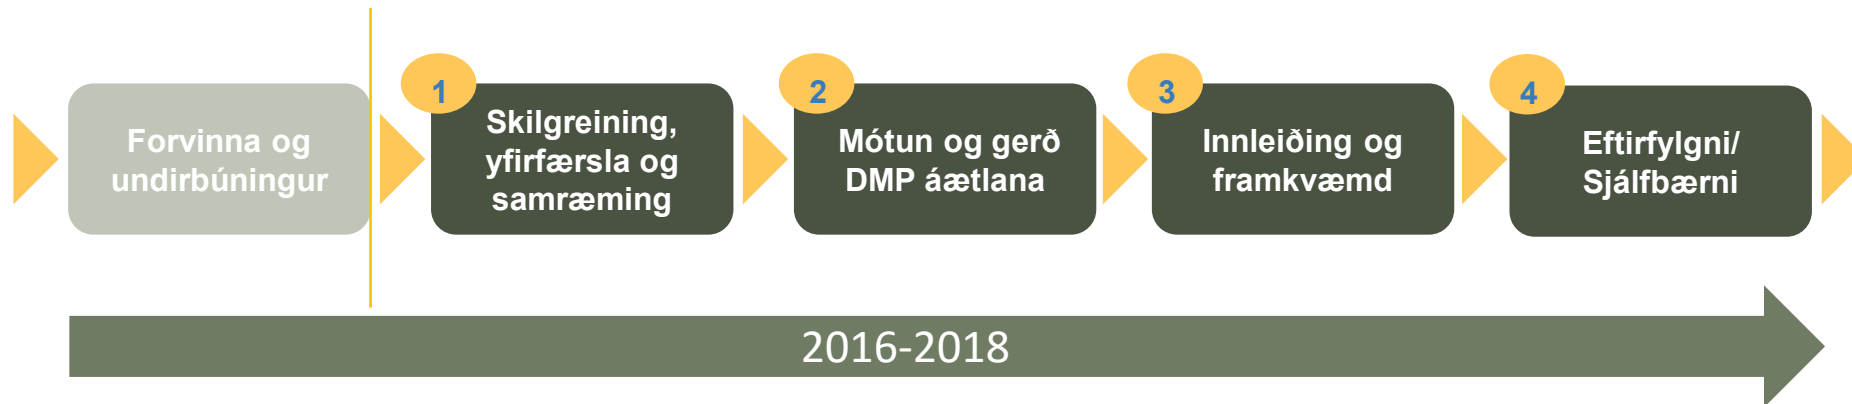 Forvinna og
undirbúningur
1
Skilgreining,
yfirfærsla og
samræming
2
Mótun og gerð
DMP áætlana
3
Innleiðing og
framkvæmd
4
Eftirfylgni/
Sjálfbærni
2016-2018